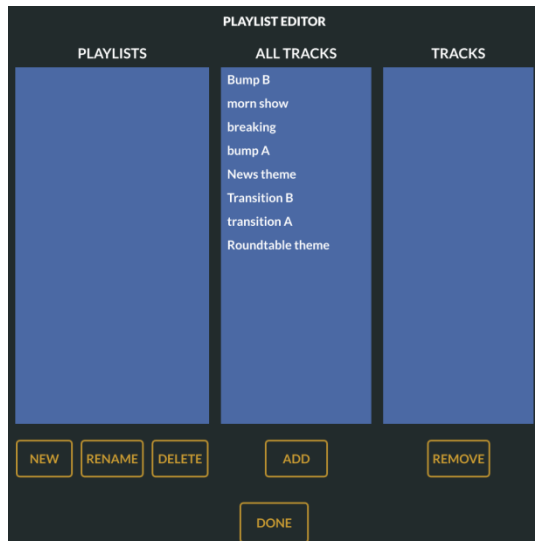 PLAYLIST EDITOR
PLAYLISTS
ALL TRACKS
TRACKS
Bump B
morn show
breaking
bump A
News theme
Transition B
transition A
Roundtable theme
NEW
RENAME
DELETE
ADD
REMOVE
DONE